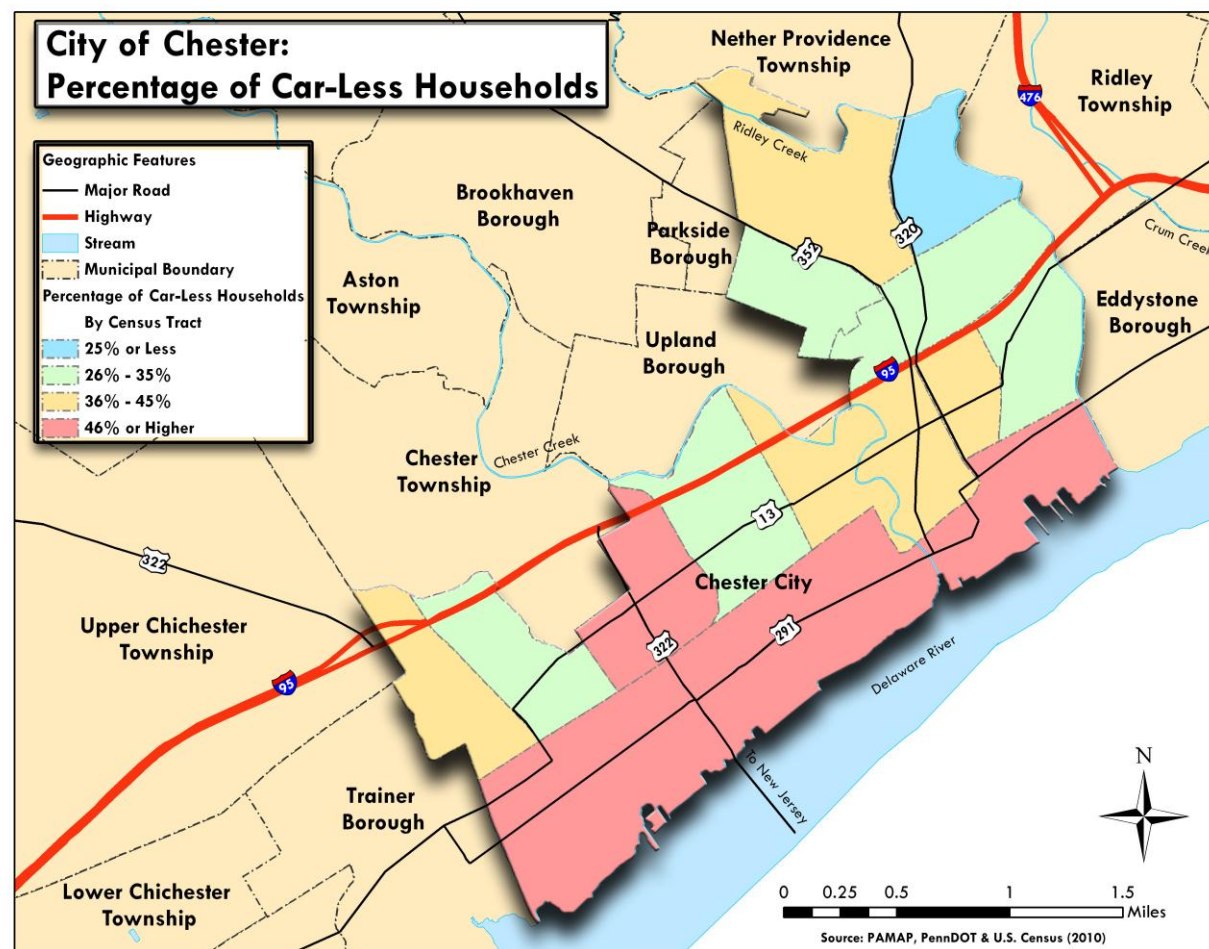 City of Chester:
Percentage of Car-Less Households
Geographic Features
Major Road
Highway
Stream
Municipal Boundary
Percentage of Car-Less Households
By Census Tract
25% or Less
26% - 35%
36% - 45%
46% or Higher
Nether Providence
Township
Ridley
Township
476
Ridley Creek
Brookhaven
Borough
Parkside
Borough
352
320
Crum Creek
Aston
Township
Eddystone
Borough
Upland
Borough
95
Chester Creek
Chester
Township
13
322
Chester City
Upper Chichester
Township
322
291
95
Delaware River
To New Jersey
Trainer
Borough
Lower Chichester
Township
N
0 0.25 0.5 1 1.5
Miles
Source: PAMAP, PennDOT & U.S. Census (2010)